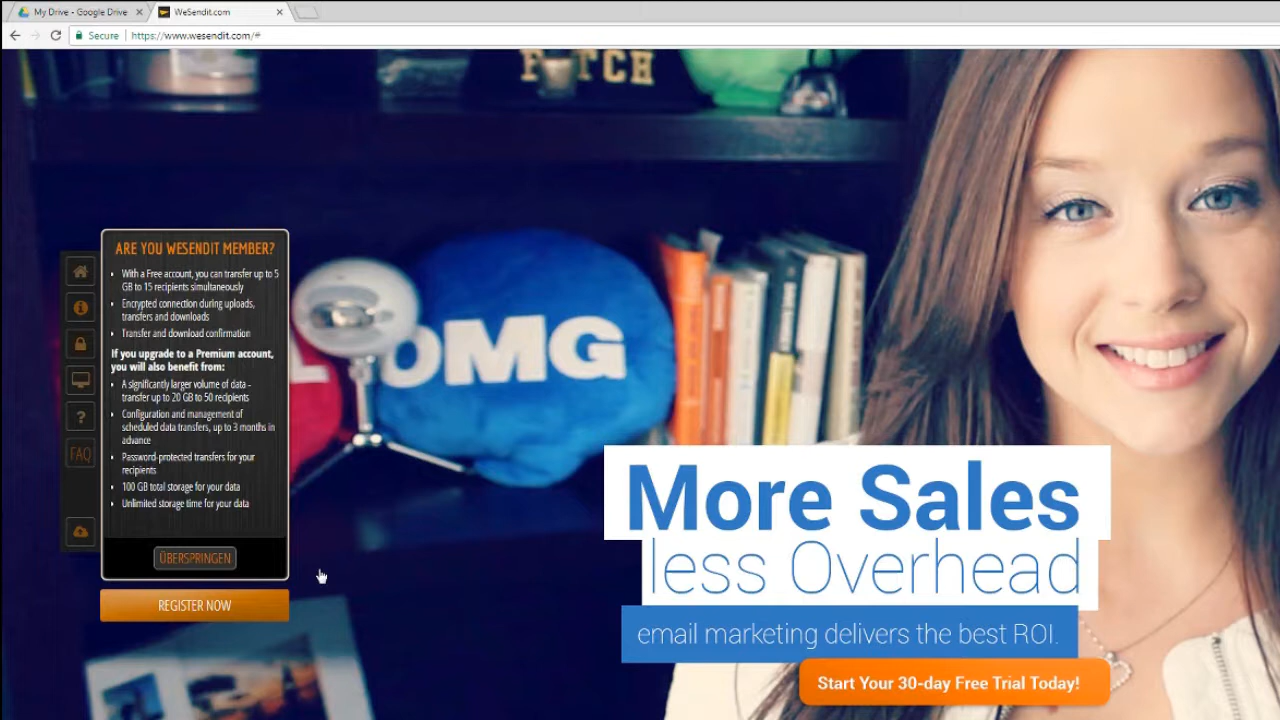 My Drive - Google Drive
WeSendit.com
Secure
https://www.wesendit.com/#
ARE YOU WESENDIT MEMBER?
With a Free account, you can transfer up to 5
GB to 15 recipients simultaneously
Encrypted connection during uploads,
transfers and downloads
Transfer and download confirmation
If you upgrade to a Premium account,
you will also benefit from:
A significantly larger volume of data -
transfer up to 20 GB to 50 recipients
Configuration and management of
scheduled data transfers, up to 3 months in
advance
Password-protected transfers for your
recipients
100 GB total storage for your data
Unlimited storage time for your data
?
FAQ
ÜBERSPRINGEN
REGISTER NOW
OMG
More Sales
less Overhead
email marketing delivers the best ROI.
Start Your 30-day Free Trial Today!